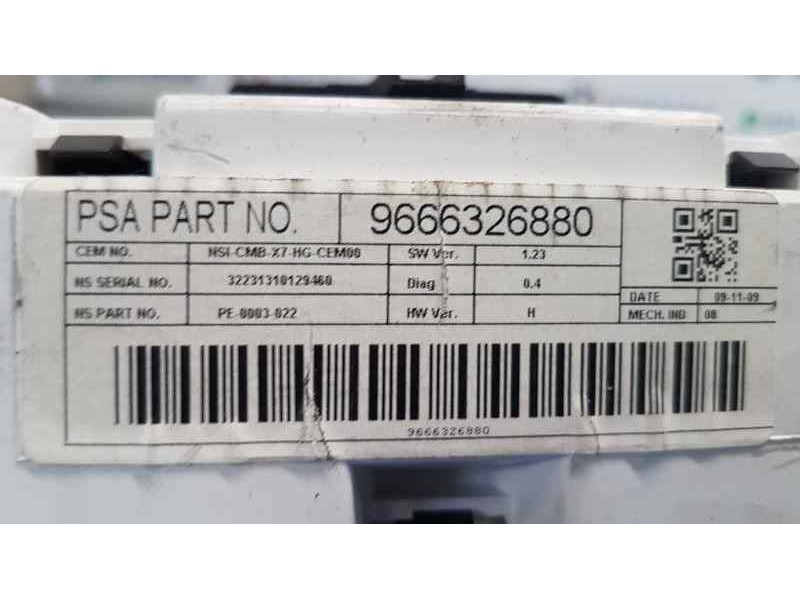 PSA PART NO. 9666326880
CEM NO. NSI-CMB-X7-HG-CEM00 SW Ver. 1.23
NS SERIAL NO. 32231310129460 Diag 0.4
NS PART NO. PE-0003-022 HW Ver. H
DATE 09-11-09
MECH. IND 08
9666326880